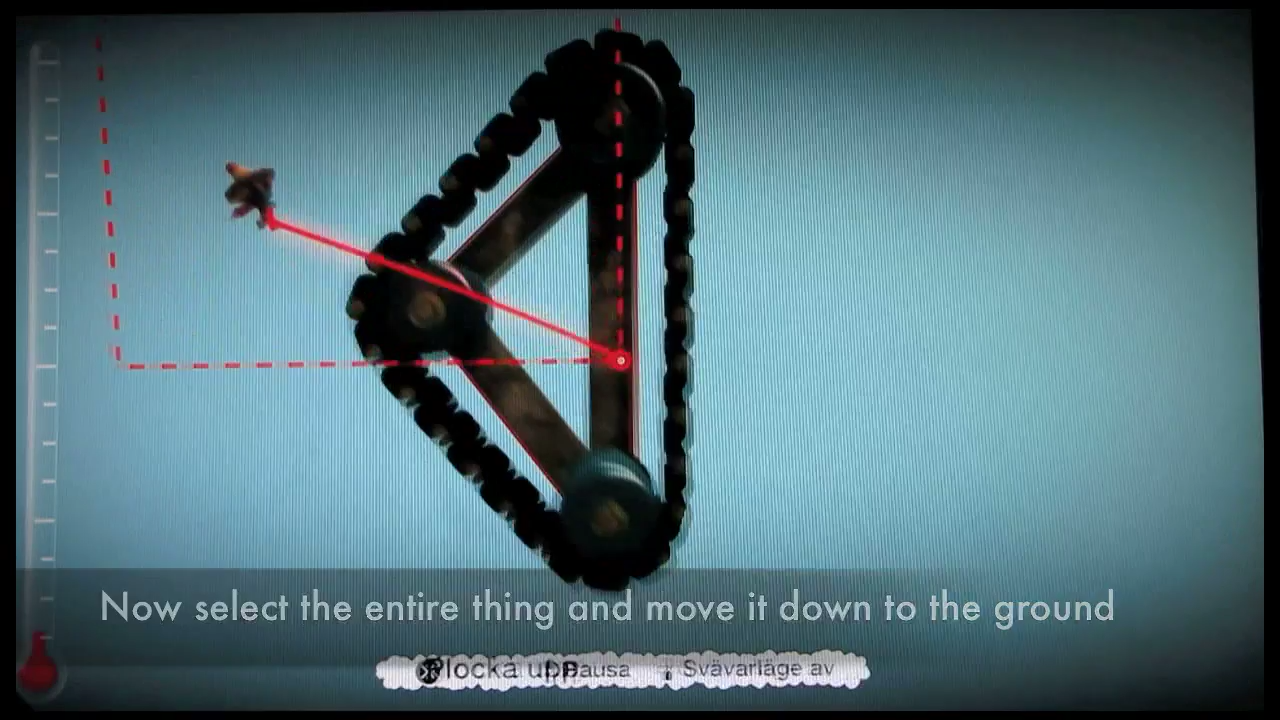 Now select the entire thing and move it down to the ground
Plocka upp Pausa Svävarläge av